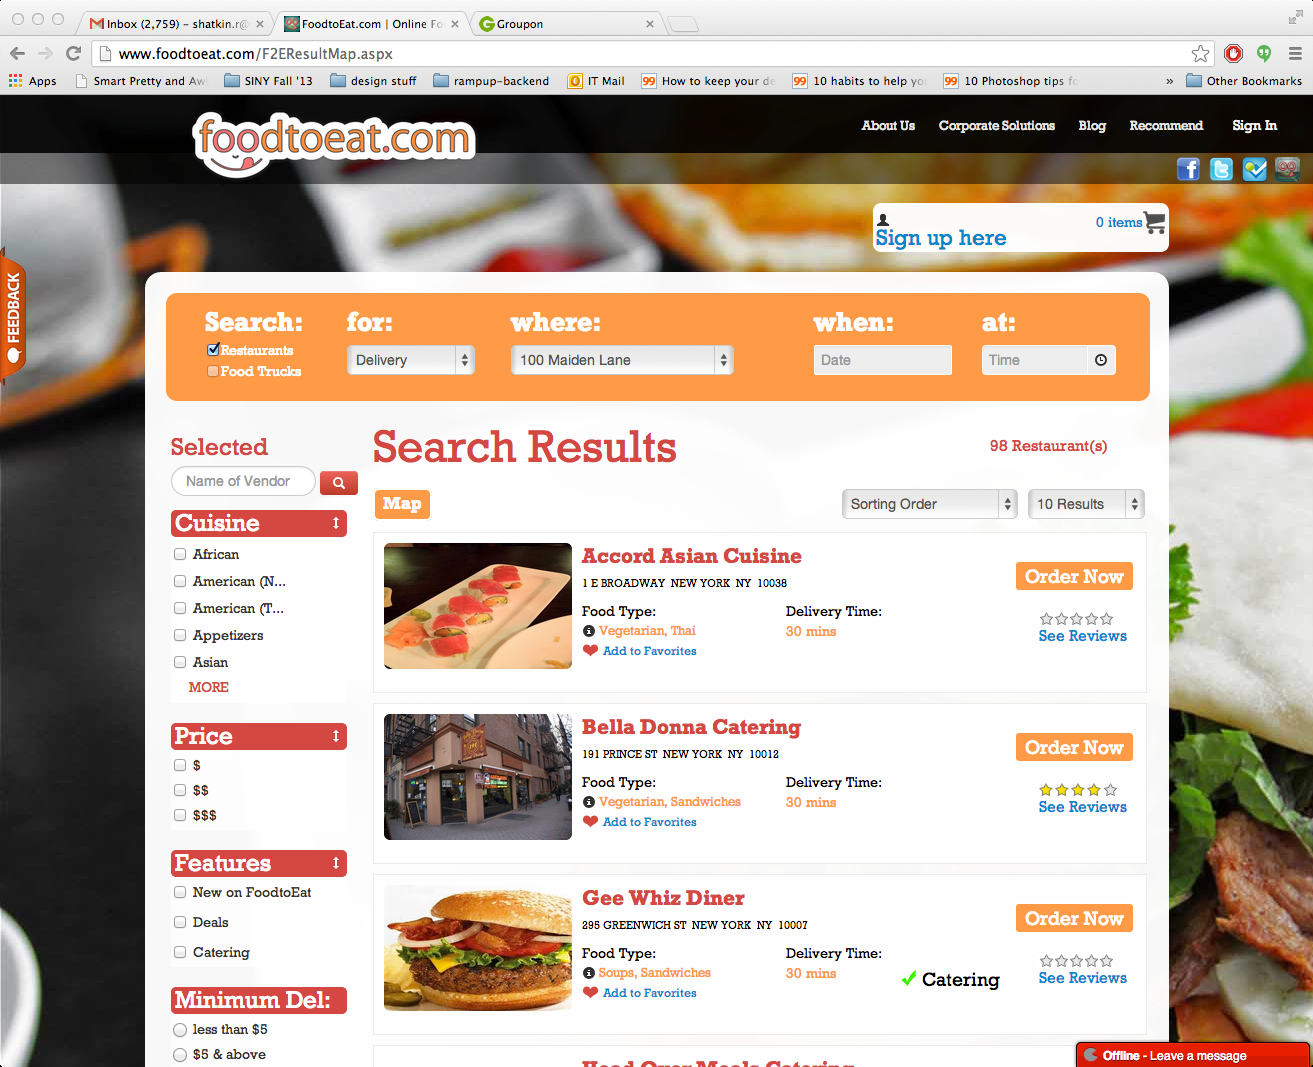 Inbox (2,759) – shatkin.r@
FoodtoEat.com | Online Fo
Groupon
www.foodtoeat.com/F2EResultMap.aspx
Apps
Smart Pretty and Aw
SINY Fall '13
design stuff
rampup-backend
IT Mail
99 How to keep your de
99 10 habits to help you
99 10 Photoshop tips fo
»
Other Bookmarks
foodtoeat.com
About Us
Corporate Solutions
Blog
Recommend
Sign In
0 items
Sign up here
FEEDBACK
Search:
for:
where:
when:
at:
Restaurants
Food Trucks
Delivery
100 Maiden Lane
Date
Time
Selected
Name of Vendor
Cuisine
African
American (N...
American (T...
Appetizers
Asian
MORE
Price
$
$$
$$$
Features
New on FoodtoEat
Deals
Catering
Minimum Del:
less than $5
$5 & above
Search Results
98 Restaurant(s)
Map
Sorting Order
10 Results
Accord Asian Cuisine
1 E BROADWAY NEW YORK NY 10038
Food Type:
Vegetarian, Thai
Add to Favorites
Delivery Time:
30 mins
Order Now
See Reviews
Bella Donna Catering
191 PRINCE ST NEW YORK NY 10012
Food Type:
Vegetarian, Sandwiches
Add to Favorites
Delivery Time:
30 mins
Order Now
See Reviews
Gee Whiz Diner
295 GREENWICH ST NEW YORK NY 10007
Food Type:
Soups, Sandwiches
Add to Favorites
Delivery Time:
30 mins
Catering
Order Now
See Reviews
Head Over Meals Catering
Offline - Leave a message